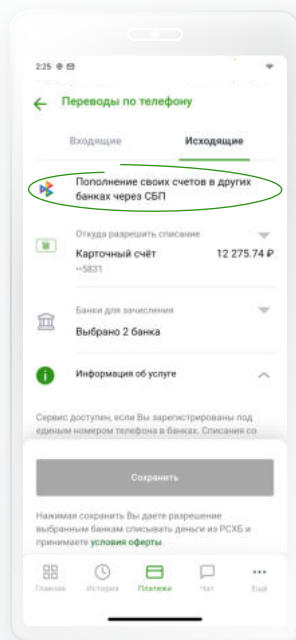 2:25
Переводы по телефону
Входящие
Исходящие
Пополнение своих счетов в других
банках через СБП
Откуда разрешить списание
Карточный счёт 12 275.74 ₽
--5831
Банки для зачисления
Выбрано 2 банка
Информация об услуге
Сервис доступен, если Вы зарегистрированы под
единым номером телефона в банках. Списания со
Сохранить
Нажимая сохранить Вы даете разрешение
выбранным банкам списывать деньги из РСХБ и
принимаете условия оферты.
Главная История Платежи Чат Ещё